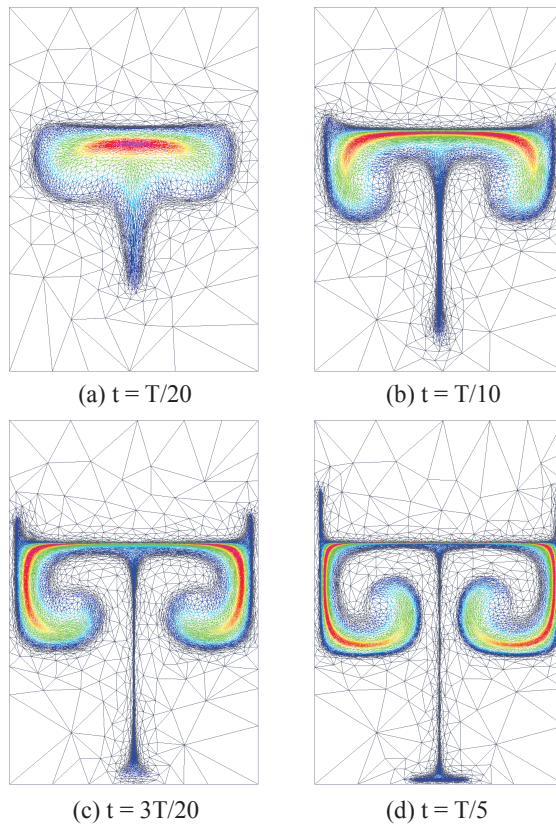 (a) t = T/20
(b) t = T/10
(c) t = 3T/20
(d) t = T/5